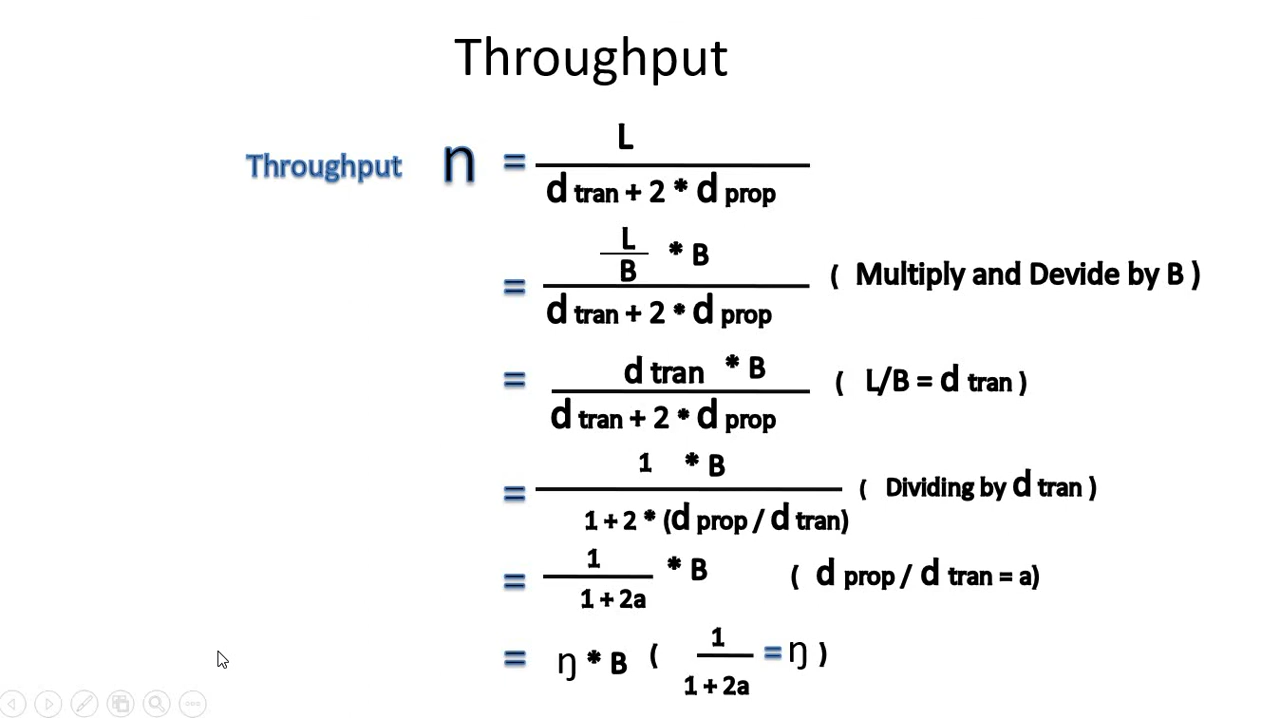 Throughput
Throughput n = L
d tran + 2 * d prop
= L
B * B
d tran + 2 * d prop ( Multiply and Devide by B )
= d tran * B
d tran + 2 * d prop ( L/B = d tran )
= 1 * B
1 + 2 * (d prop / d tran) ( Dividing by d tran )
= 1
1 + 2a * B ( d prop / d tran = a)
= ŋ * B ( 1
1 + 2a = ŋ )